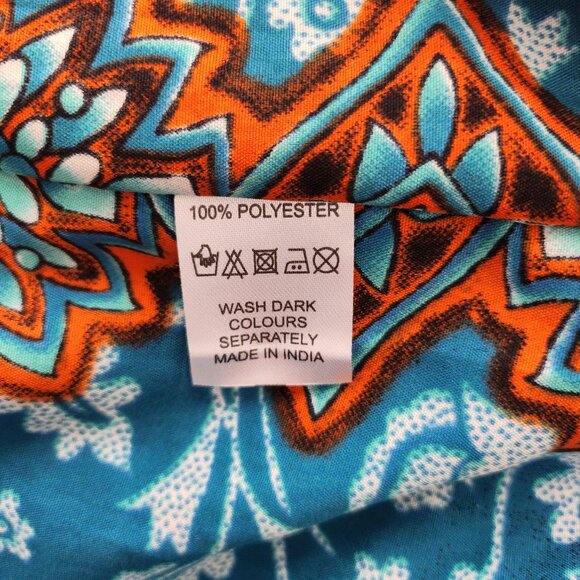 100% POLYESTER
WASH DARK
COLOURS
SEPARATELY
MADE IN INDIA